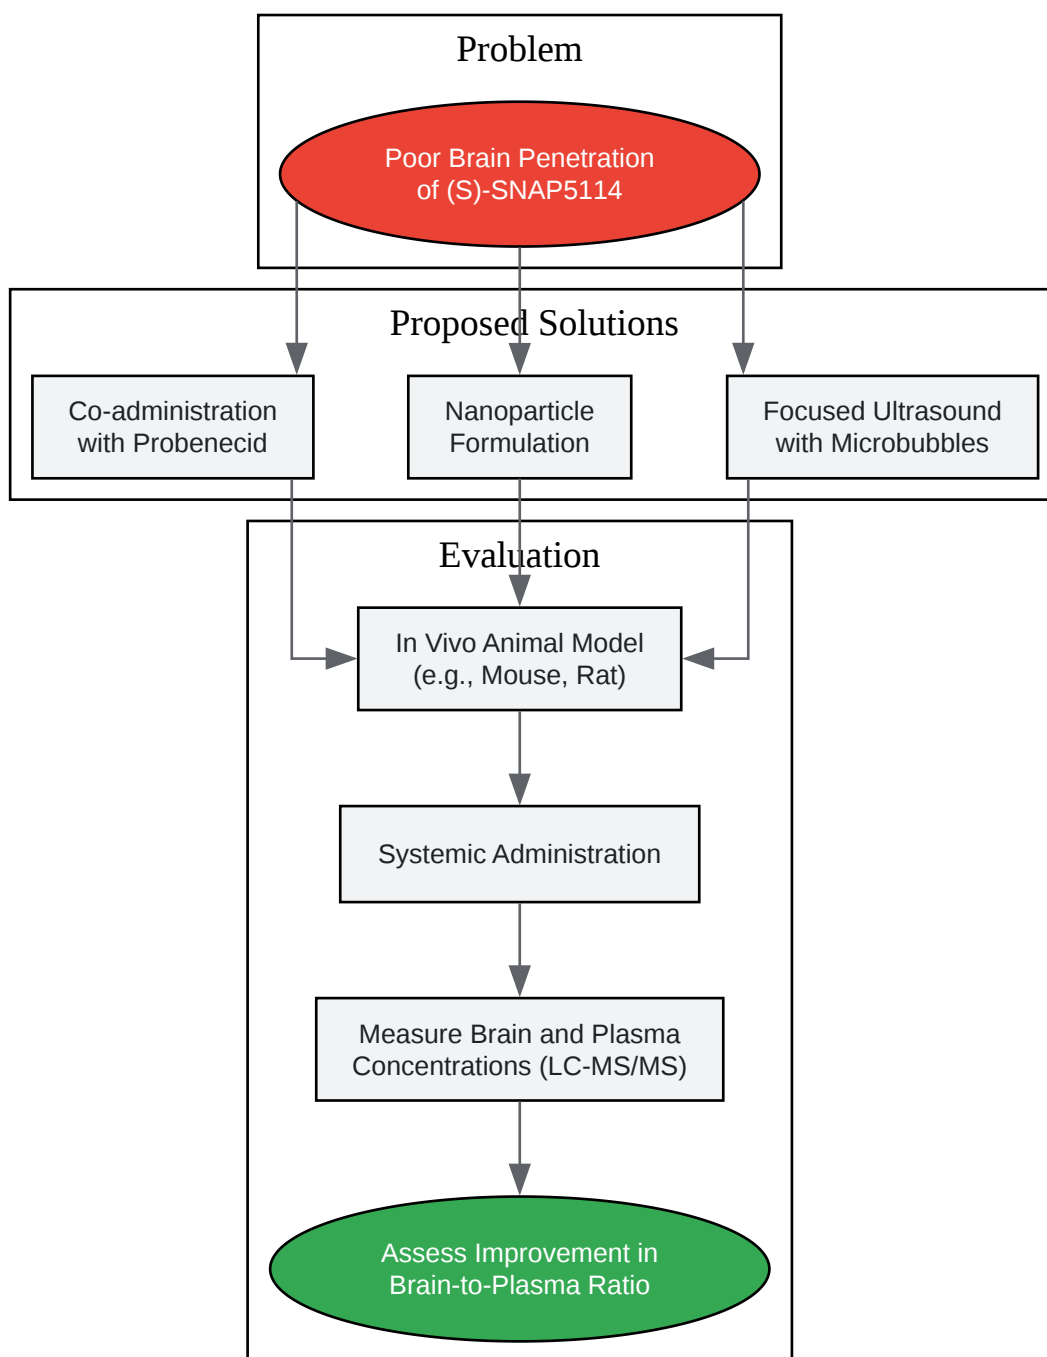 Problem
Poor Brain Penetration
of (S)-SNAP5114
Proposed Solutions
Co-administration
with Probenecid
Nanoparticle
Formulation
Focused Ultrasound
with Microbubbles
Evaluation
In Vivo Animal Model
(e.g., Mouse, Rat)
Systemic Administration
Measure Brain and Plasma
Concentrations (LC-MS/MS)
Assess Improvement in
Brain-to-Plasma Ratio